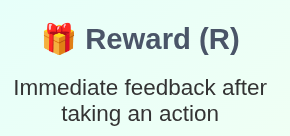 🎁 Reward (R)
Immediate feedback after
taking an action